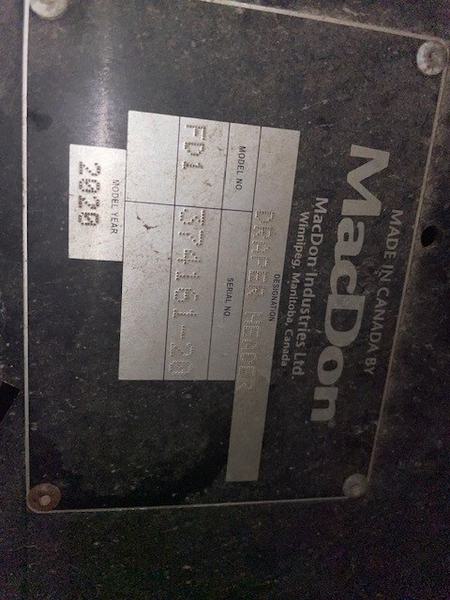 MADE IN CANADA BY
MacDon
MacDon Industries Ltd.
Winnipeg, Manitoba, Canada
DESIGNATION
DRAPER HEADER
MODEL NO.
SERIAL NO.
FD1 374161-20
MODEL YEAR
2020